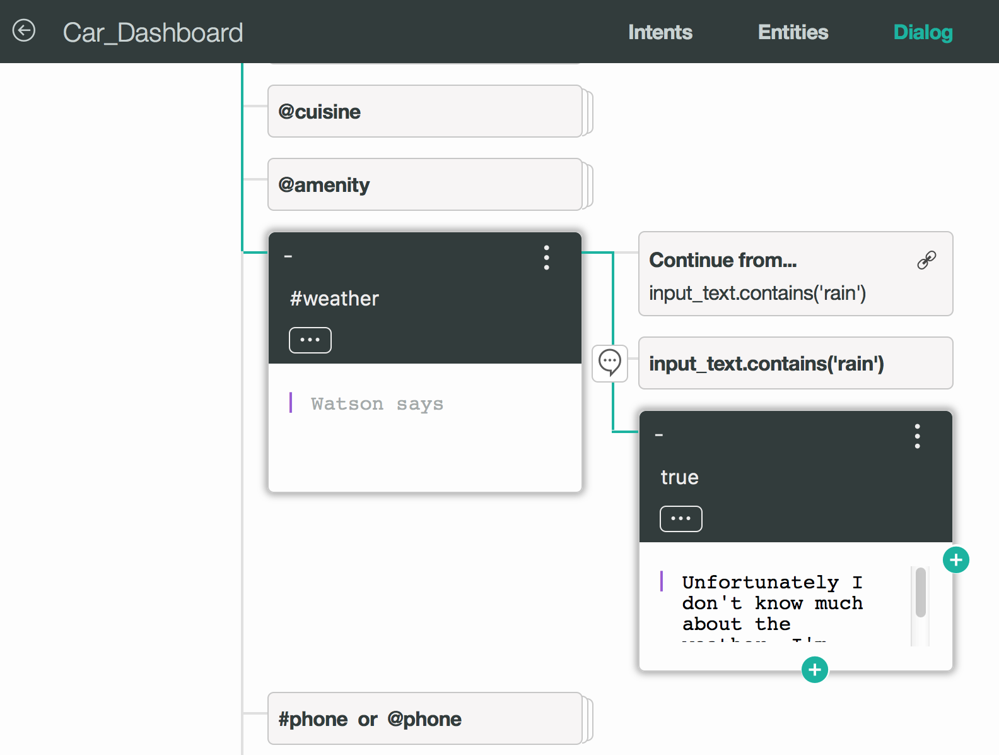 Car_Dashboard
Intents
Entities
Dialog
@cuisine
@amenity
#weather
Watson says
Continue from...
input_text.contains('rain')
input_text.contains('rain')
true
Unfortunately I
don't know much
about the
weather. I'm
#phone or @phone